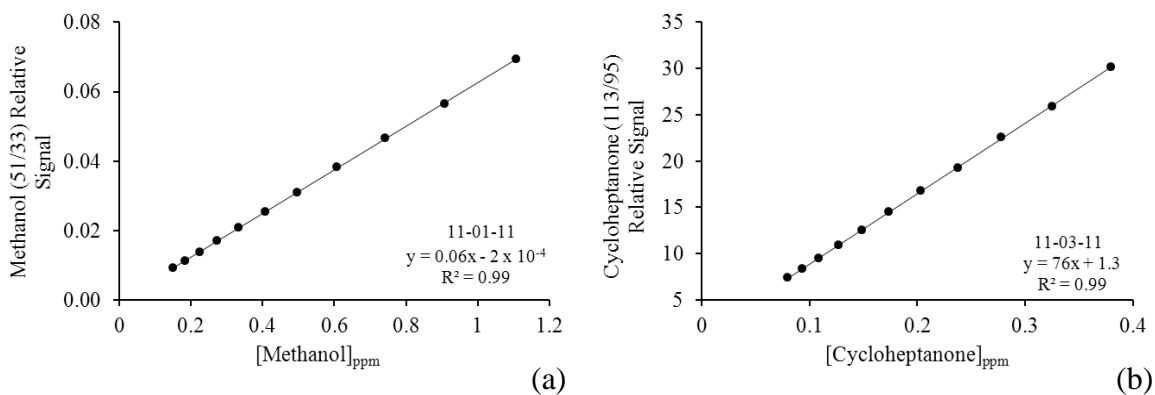 Methanol (51/33) Relative
Signal
0.08
0.06
0.04
0.02
0.00
0
0.2
0.4
0.6
0.8
1
1.2
11-01-11
y = 0.06x - 2 x 10⁻⁴
R² = 0.99
[Methanol]ppm
(a)
Cycloheptanone (113/95)
Relative Signal
35
30
25
20
15
10
5
0
0.1
0.2
0.3
0.4
11-03-11
y = 76x + 1.3
R² = 0.99
[Cycloheptanone]ppm
(b)